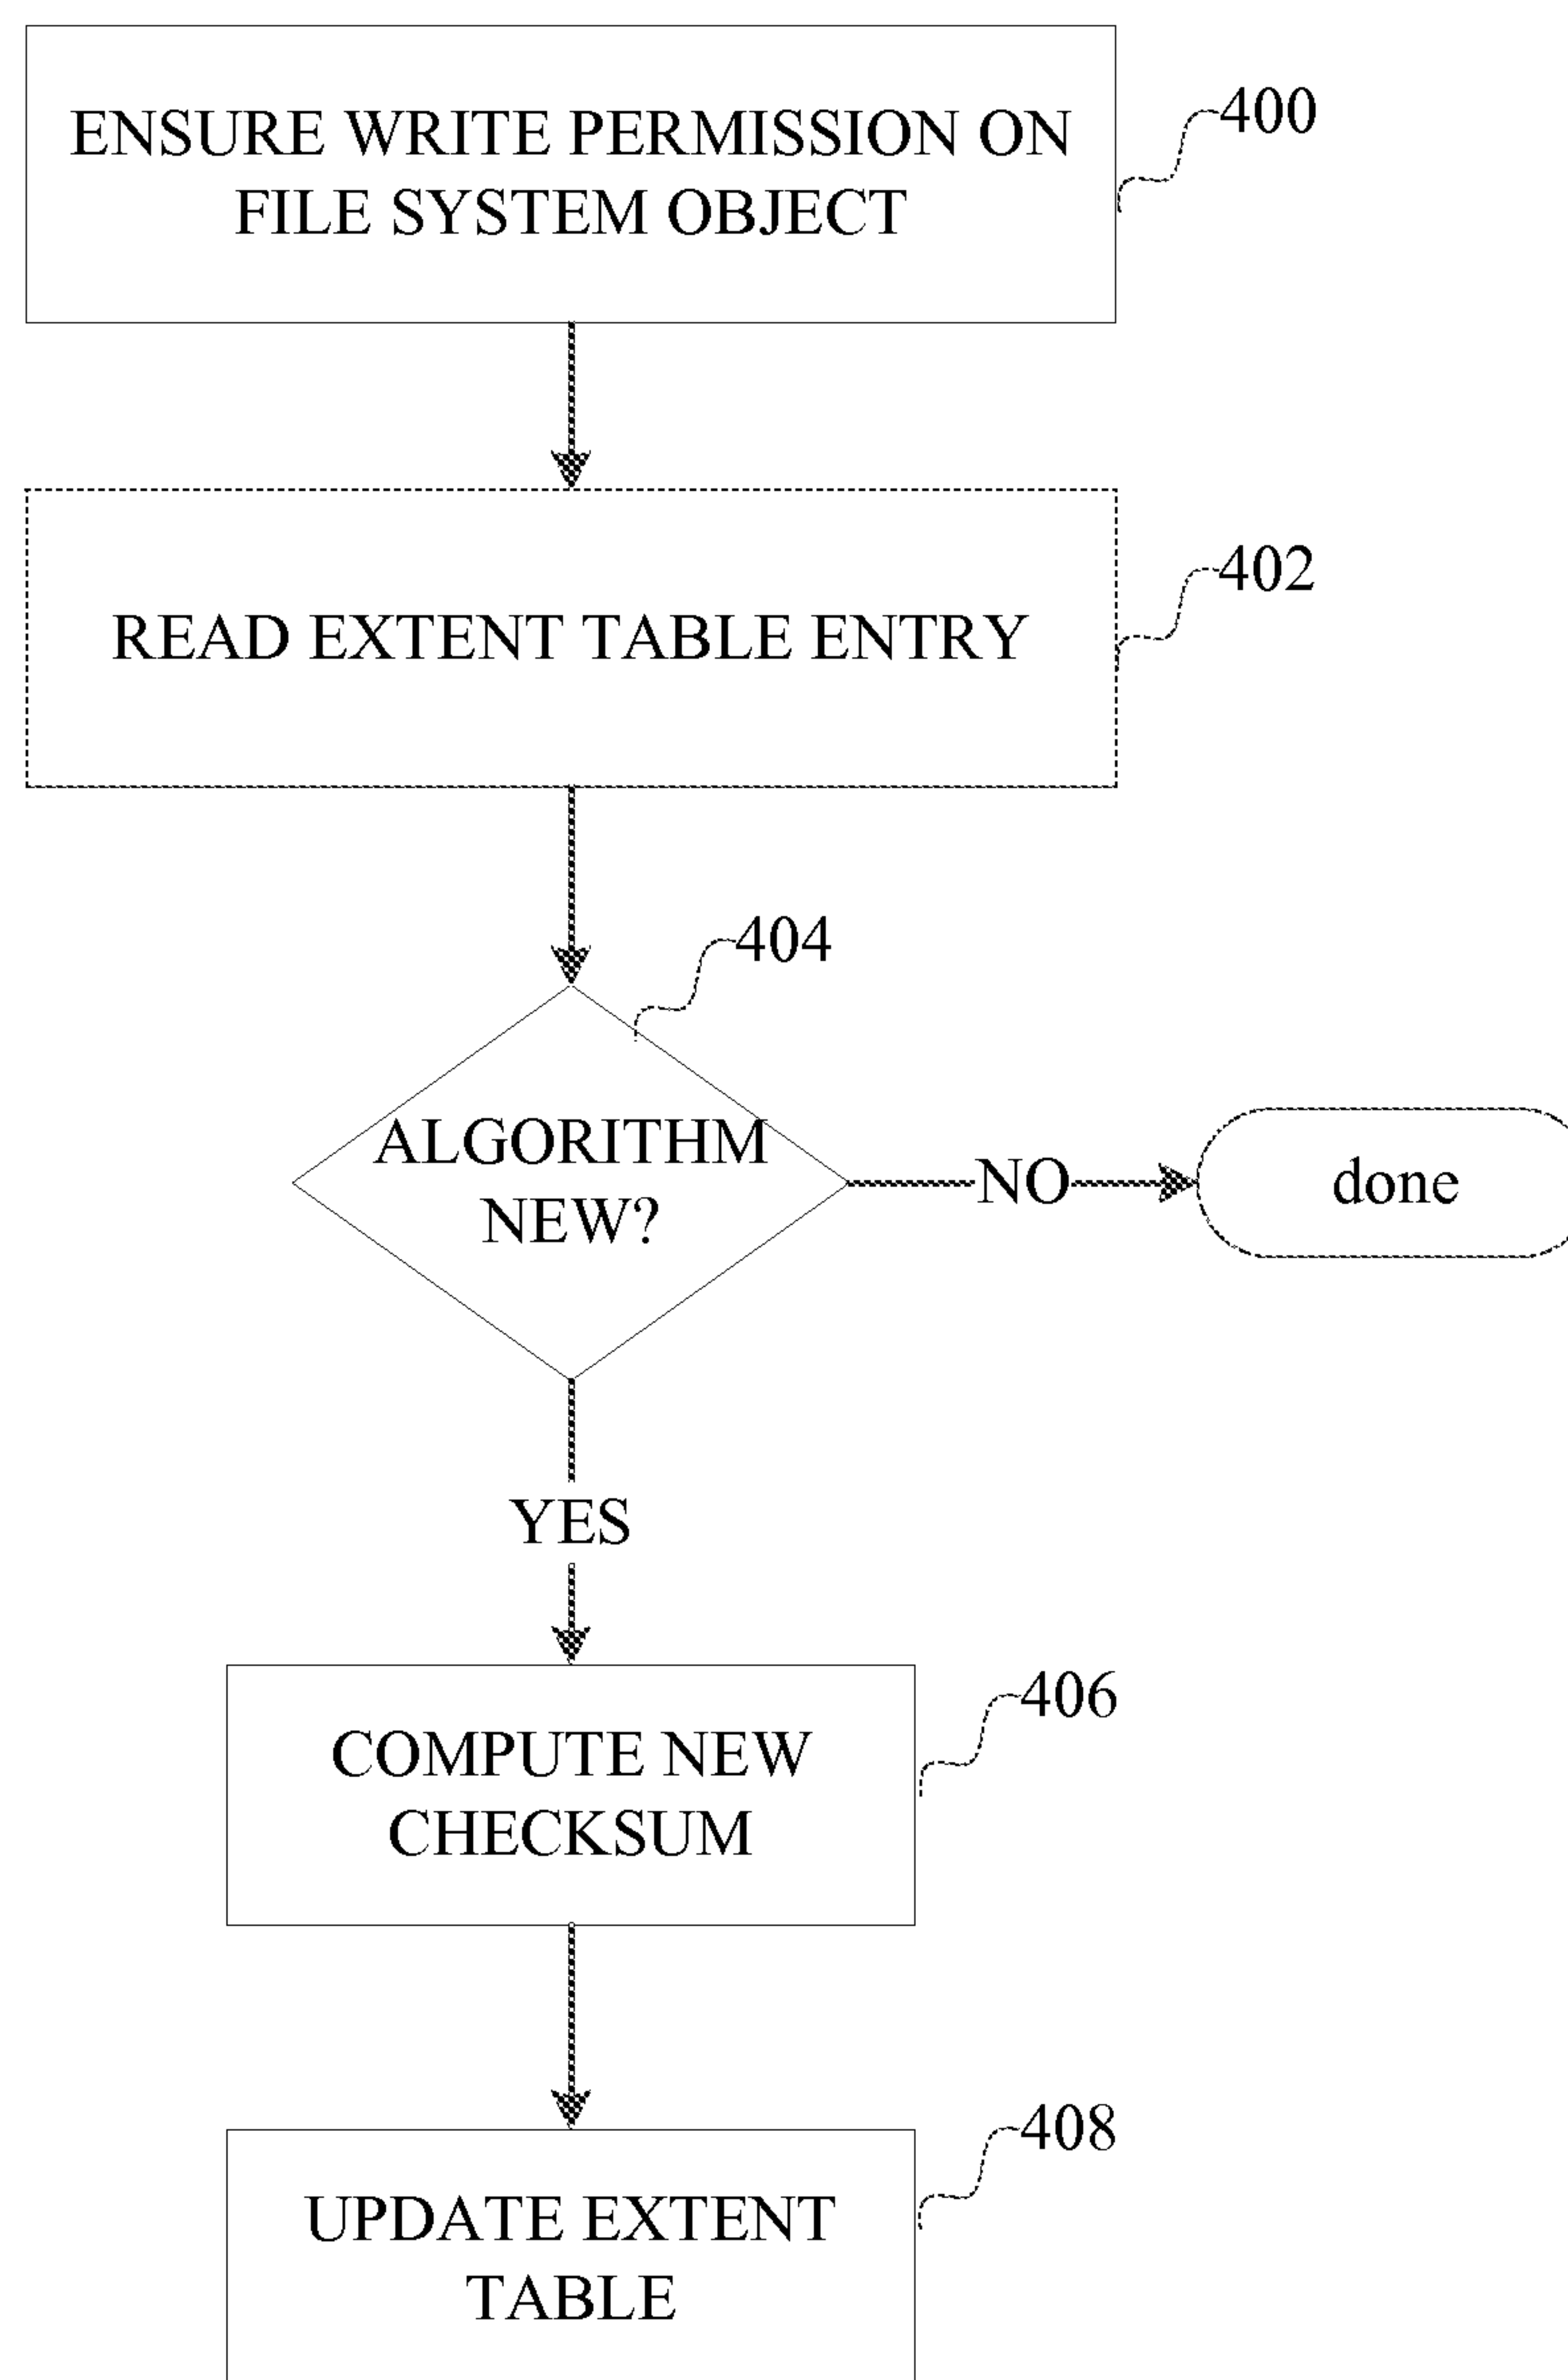 ENSURE WRITE PERMISSION ON
FILE SYSTEM OBJECT
400
READ EXTENT TABLE ENTRY
402
404
ALGORITHM
NEW?
NO
done
YES
COMPUTE NEW
CHECKSUM
406
UPDATE EXTENT
TABLE
408